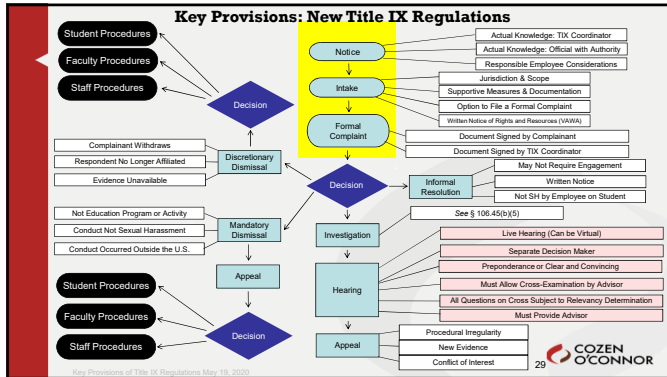 Key Provisions: New Title IX Regulations
Student Procedures
Faculty Procedures
Staff Procedures
Decision
Notice
Actual Knowledge: TIX Coordinator
Actual Knowledge: Official with Authority
Responsible Employee Considerations
Intake
Jurisdiction & Scope
Supportive Measures & Documentation
Option to File a Formal Complaint
Written Notice of Rights and Resources (VAWA)
Formal
Complaint
Document Signed by Complainant
Document Signed by TIX Coordinator
Complainant Withdraws
Respondent No Longer Affiliated
Evidence Unavailable
Discretionary
Dismissal
Decision
Informal
Resolution
May Not Require Engagement
Written Notice
Not SH by Employee on Student
Not Education Program or Activity
Conduct Not Sexual Harassment
Conduct Occurred Outside the U.S.
Mandatory
Dismissal
Investigation
See § 106.45(b)(5)
Appeal
Hearing
Live Hearing (Can be Virtual)
Separate Decision Maker
Preponderance or Clear and Convincing
Must Allow Cross-Examination by Advisor
All Questions on Cross Subject to Relevancy Determination
Must Provide Advisor
Student Procedures
Faculty Procedures
Staff Procedures
Decision
Appeal
Procedural Irregularity
New Evidence
Conflict of Interest
29
COZEN
O'CONNOR
Key Provisions of Title IX Regulations May 19, 2020